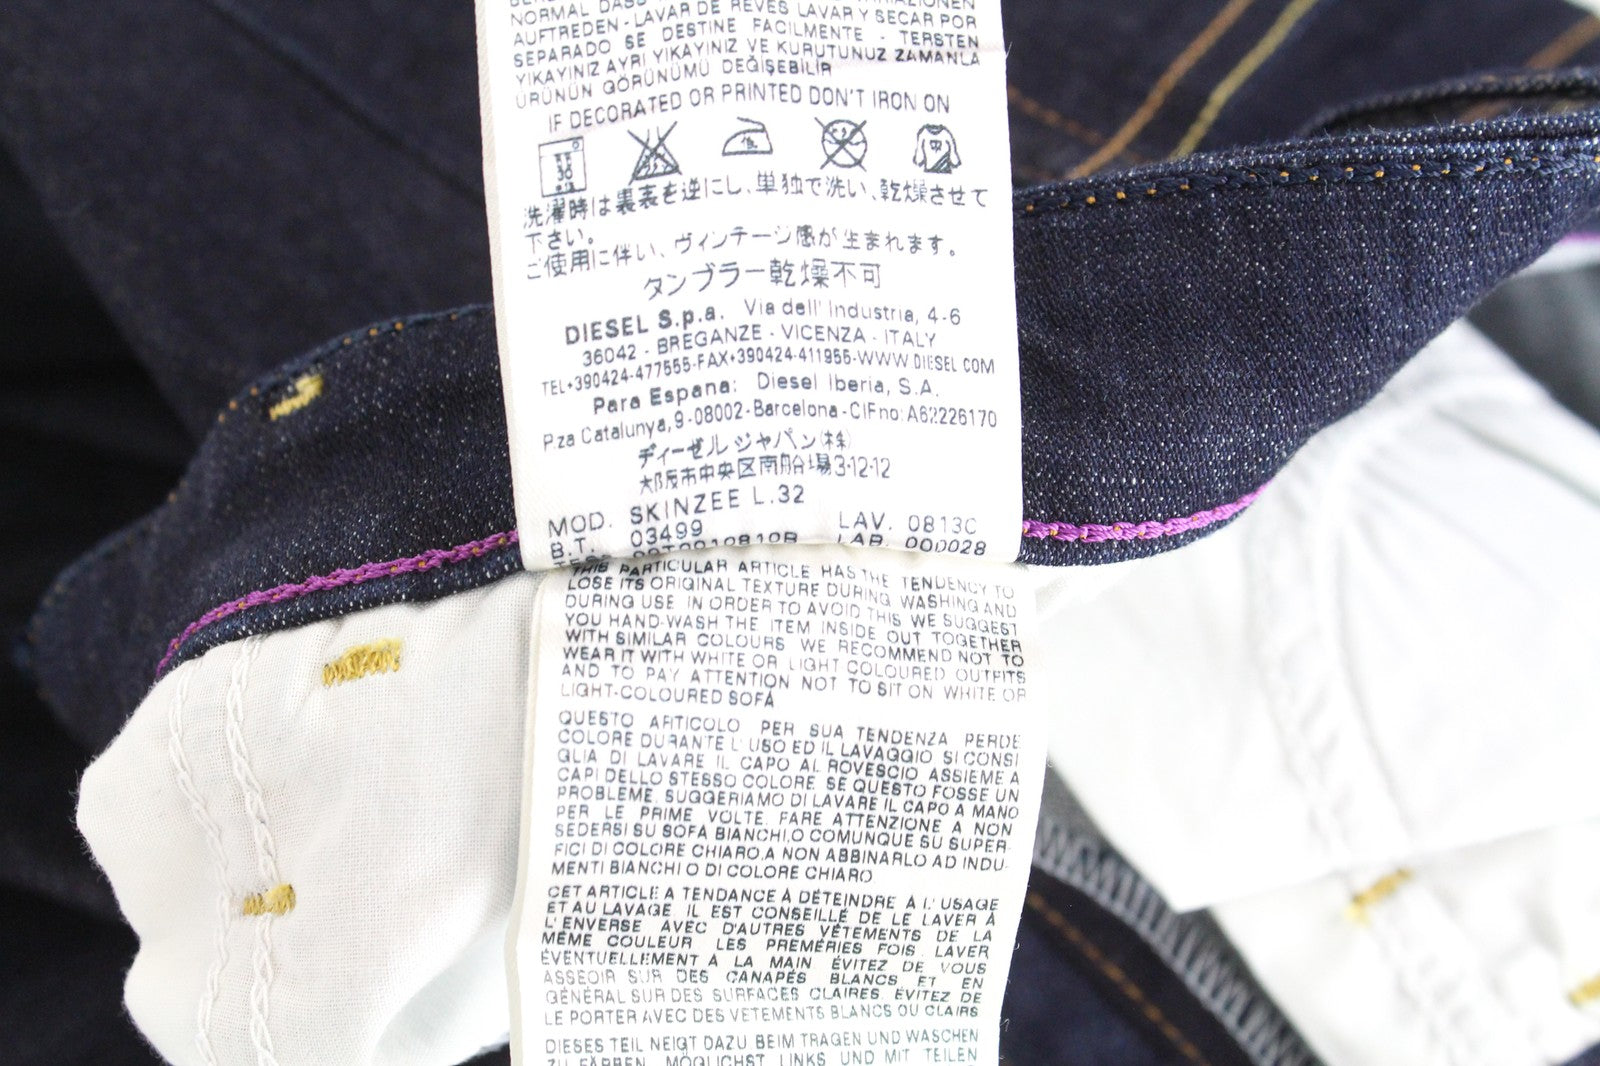 NORMAL DASS
AUFTREDEN - LAVAR DE REVES LAVAR Y SECAR POR
SEPARADO SE DESTINE FACILMENTE - TERSTEN
YIKAYINIZ AYRI YIKAYINIZ VE KURUTUNUZ ZAMANLA
ÜRÜNÜN GÖRÜNÜMÜ DEĞİŞEBİLİR
IF DECORATED OR PRINTED DON'T IRON ON
洗濯時は裏表を逆にし、単独で洗い、乾燥させて
下さい。
ご使用に伴い、ヴィンテージ感が生まれます。
タンブラー乾燥不可
DIESEL S.p.a. Via dell' Industria, 4-6
36042 - BREGANZE - VICENZA - ITALY
TEL+390424-477555-FAX+390424-411955-WWW DIESEL COM
Para Espana: Diesel Iberia, S.A.
P.za Catalunya, 9-08002-Barcelona-CIFno: A62226170
ディーゼル ジャパン(株)
大阪市中央区南船場3-12-12
MOD. SKINZEE L.32
B.T. 03499 LAV. 0813C
LAB. 000028
THIS PARTICULAR ARTICLE HAS THE TENDENCY TO
LOSE ITS ORIGINAL TEXTURE DURING WASHING AND
DURING USE IN ORDER TO AVOID THIS WE SUGGEST
YOU HAND-WASH THE ITEM INSIDE OUT TOGETHER
WITH SIMILAR COLOURS. WE RECOMMEND NOT TO
WEAR IT WITH WHITE OR LIGHT COLOURED OUTFITS
AND TO PAY ATTENTION NOT TO SIT ON WHITE OR
LIGHT-COLOURED SOFA
QUESTO ARTICOLO PER SUA TENDENZA PERDE
COLORE DURANTE L' USO ED IL LAVAGGIO SI CONSI
GLIA DI LAVARE IL CAPO AL ROVESCIO ASSIEME A
CAPI DELLO STESSO COLORE. SE QUESTO FOSSE UN
PROBLEMA, SUGGERIAMO DI LAVARE IL CAPO A MANO
PER LE PRIME VOLTE. FARE ATTENZIONE A NON
SEDERSI SU SOFA BIANCHI,O COMUNQUE SU SUPER-
FICI DI COLORE CHIARO,A NON ABBINARLO AD INDU-
MENTI BIANCHI O DI COLORE CHIARO
CET ARTICLE A TENDANCE À DÉTEINDRE À L'USAGE
ET AU LAVAGE IL EST CONSEILLÉ DE LE LAVER À
L'ENVERSE AVEC D'AUTRES VÊTEMENTS DE LA
MÊME COULEUR LES PREMÉRIES FOIS. LAVER
ÉVENTUELLEMENT À LA MAIN ÉVITEZ DE VOUS
ASSEOIR SUR DES CANAPÉS BLANCS ET EN
GÉNÉRAL SUR DES SURFACES CLAIRES. ÉVITEZ DE
LE PORTER AVEC DES VETEMENTS BLANCS OU CLAIRS
DIESES TEIL NEIGT DAZU BEIM TRAGEN UND WASCHEN
ZU FÄRBEN. MÖGLICHST LINKS UND MIT TEILEN